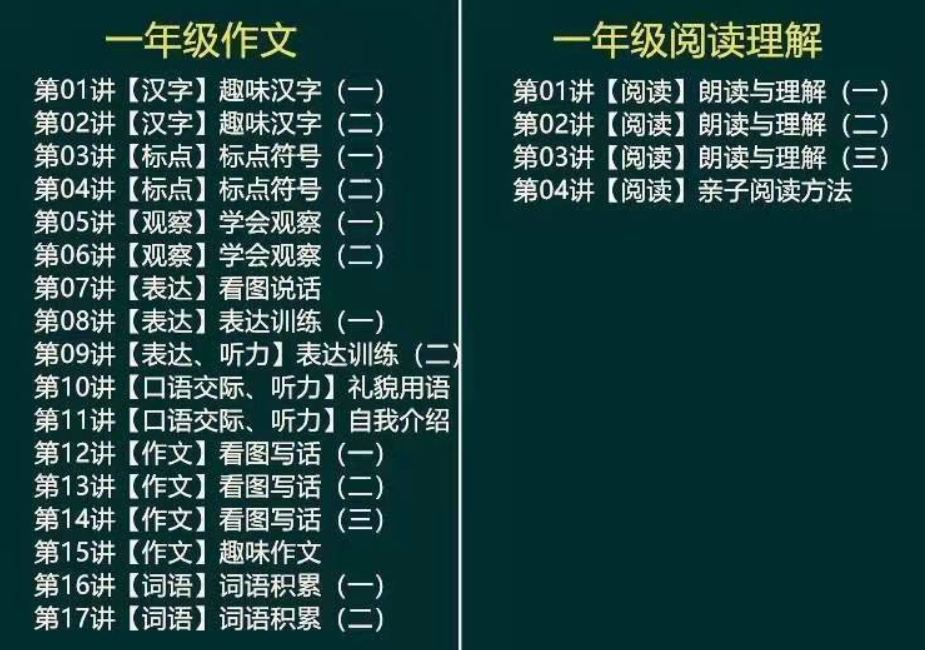 一年级作文
第01讲【汉字】趣味汉字（一）
第02讲【汉字】趣味汉字（二）
第03讲【标点】标点符号（一）
第04讲【标点】标点符号（二）
第05讲【观察】学会观察（一）
第06讲【观察】学会观察（二）
第07讲【表达】看图说话
第08讲【表达】表达训练（一）
第09讲【表达、听力】表达训练（二）
第10讲【口语交际、听力】礼貌用语
第11讲【口语交际、听力】自我介绍
第12讲【作文】看图写话（一）
第13讲【作文】看图写话（二）
第14讲【作文】看图写话（三）
第15讲【作文】趣味作文
第16讲【词语】词语积累（一）
第17讲【词语】词语积累（二）
一年级阅读理解
第01讲【阅读】朗读与理解（一）
第02讲【阅读】朗读与理解（二）
第03讲【阅读】朗读与理解（三）
第04讲【阅读】亲子阅读方法